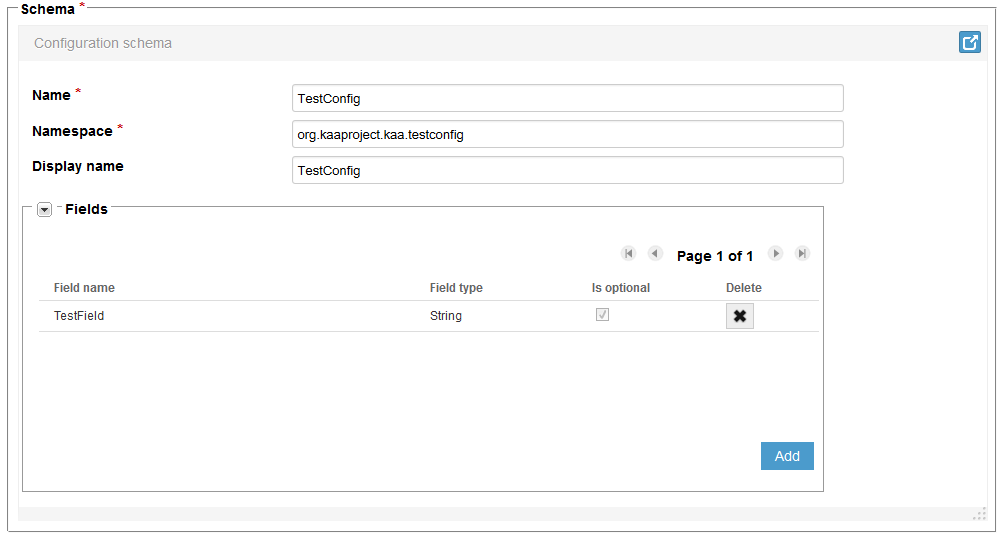 Schema *
Configuration schema
Name * TestConfig
Namespace * org.kaaproject.kaa.testconfig
Display name TestConfig
Fields
Page 1 of 1
Field name Field type Is optional Delete
TestField String
Add